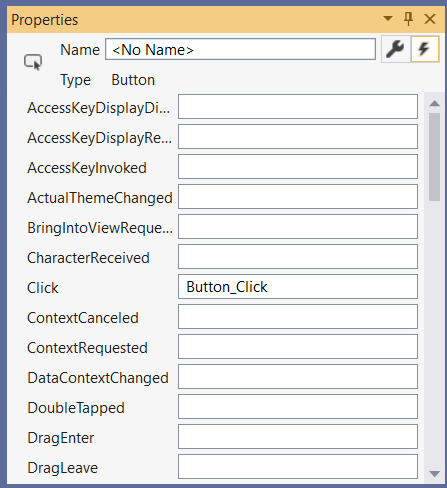 Properties
Name <No Name>
Type Button
AccessKeyDisplayDi...
AccessKeyDisplayRe...
AccessKeyInvoked
ActualThemeChanged
BringIntoViewReque...
CharacterReceived
Click Button_Click
ContextCanceled
ContextRequested
DataContextChanged
DoubleTapped
DragEnter
DragLeave